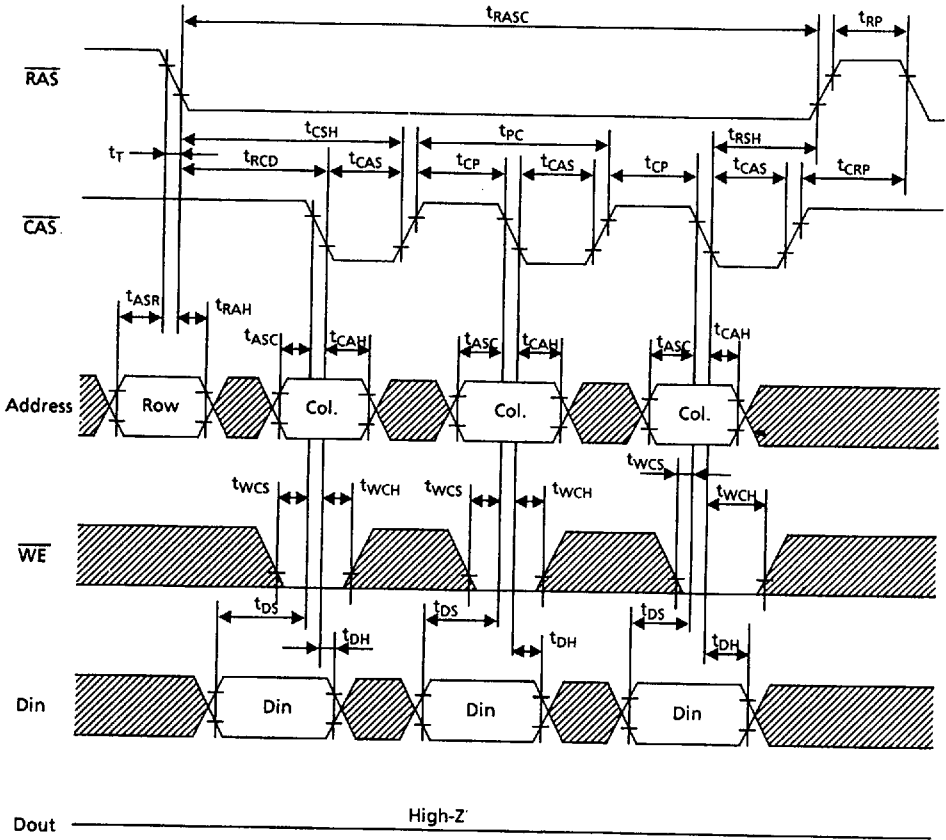 tRASC
tRP
RAS
tCSH
tPC
tRSH
tT
tRCD
tCAS
tCP
tCAS
tCP
tCAS
tCRP
CAS
tASR
tRAH
tASC
tCAH
tASC
tCAH
tASC
tCAH
Address
Row
Col.
Col.
Col.
tWCS
tWCH
tWCS
tWCH
tWCS
tWCH
WE
tDS
tDH
tDS
tDH
tDS
tDH
Din
Din
Din
Din
Dout
High-Z